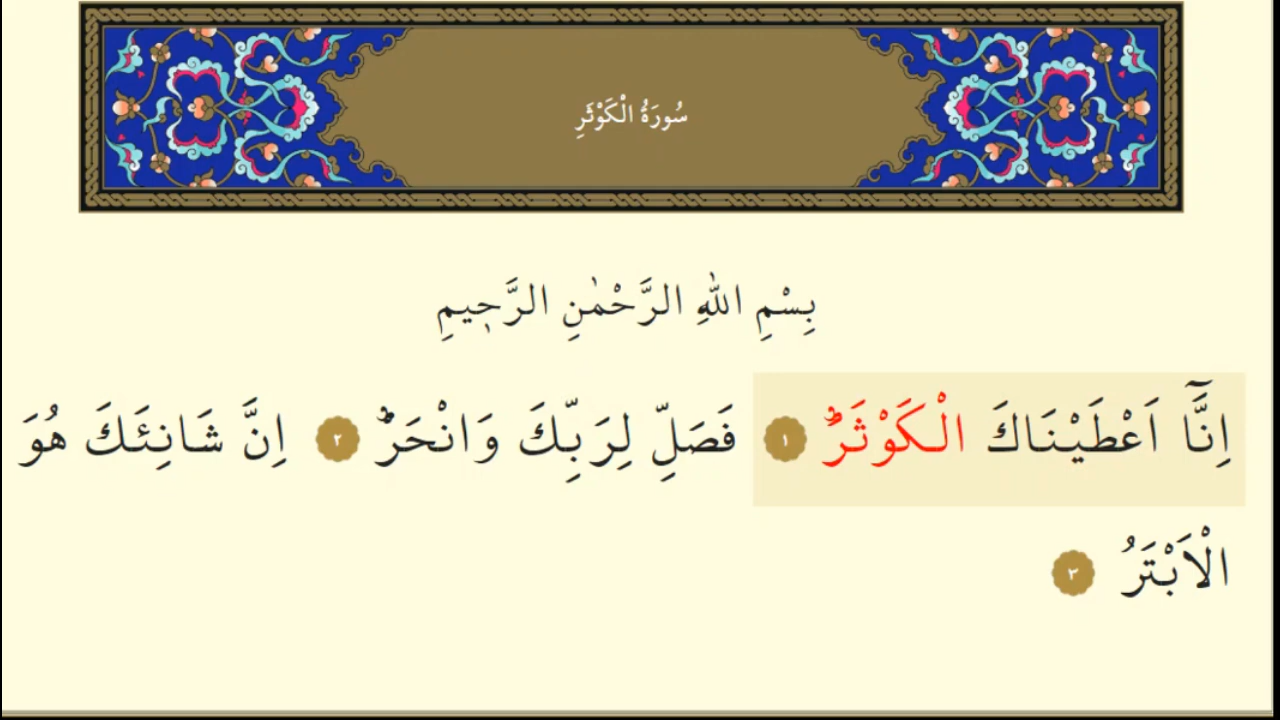 سُورَةُ الْكَوْثَرِ
بِسْمِ اللّٰهِ الرَّحْمٰنِ الرَّح۪يمِ
اِنَّٓا اَعْطَيْنَاكَ الْكَوْثَرَۜ ١ فَصَلِّ لِرَبِّكَ وَانْحَرْۜ ٢ اِنَّ شَانِئَكَ هُوَ
الْاَبْتَرُ ٣